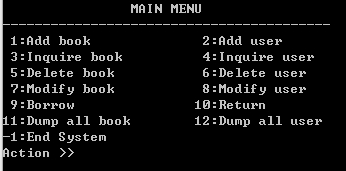 MAIN MENU
-----------------------------------------
1:Add book 2:Add user
3:Inquire book 4:Inquire user
5:Delete book 6:Delete user
7:Modify book 8:Modify user
9:Borrow 10:Return
11:Dump all book 12:Dump all user
-1:End System
Action >>